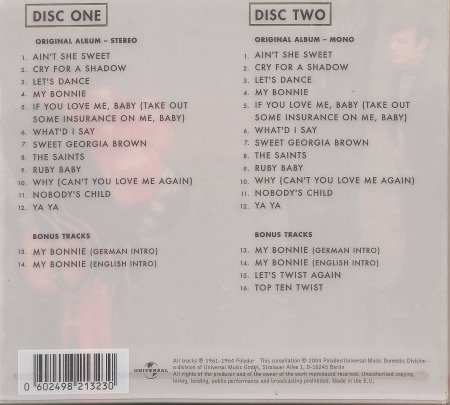 DISC ONE
ORIGINAL ALBUM – STEREO
1. AIN'T SHE SWEET
2. CRY FOR A SHADOW
3. LET'S DANCE
4. MY BONNIE
5. IF YOU LOVE ME, BABY (TAKE OUT
SOME INSURANCE ON ME, BABY)
6. WHAT'D I SAY
7. SWEET GEORGIA BROWN
8. THE SAINTS
9. RUBY BABY
10. WHY (CAN'T YOU LOVE ME AGAIN)
11. NOBODY'S CHILD
12. YA YA
BONUS TRACKS
13. MY BONNIE (GERMAN INTRO)
14. MY BONNIE (ENGLISH INTRO)
DISC TWO
ORIGINAL ALBUM – MONO
1. AIN'T SHE SWEET
2. CRY FOR A SHADOW
3. LET'S DANCE
4. MY BONNIE
5. IF YOU LOVE ME, BABY (TAKE OUT
SOME INSURANCE ON ME, BABY)
6. WHAT'D I SAY
7. SWEET GEORGIA BROWN
8. THE SAINTS
9. RUBY BABY
10. WHY (CAN'T YOU LOVE ME AGAIN)
11. NOBODY'S CHILD
12. YA YA
BONUS TRACKS
13. MY BONNIE (GERMAN INTRO)
14. MY BONNIE (ENGLISH INTRO)
15. LET'S TWIST AGAIN
16. TOP TEN TWIST
0 602498 213230
UNIVERSAL
All tracks ℗ 1961–1964 Polydor This compilation ℗ 2004 Polydor/Universal Music Domestic Division –
a division of Universal Music GmbH, Stralauer Allee 1, D-10245 Berlin
All rights of the producer and of the owner of the work reproduced reserved. Unauthorised copying
hiring, lending, public performance and broadcasting prohibited. Made in the E.U.